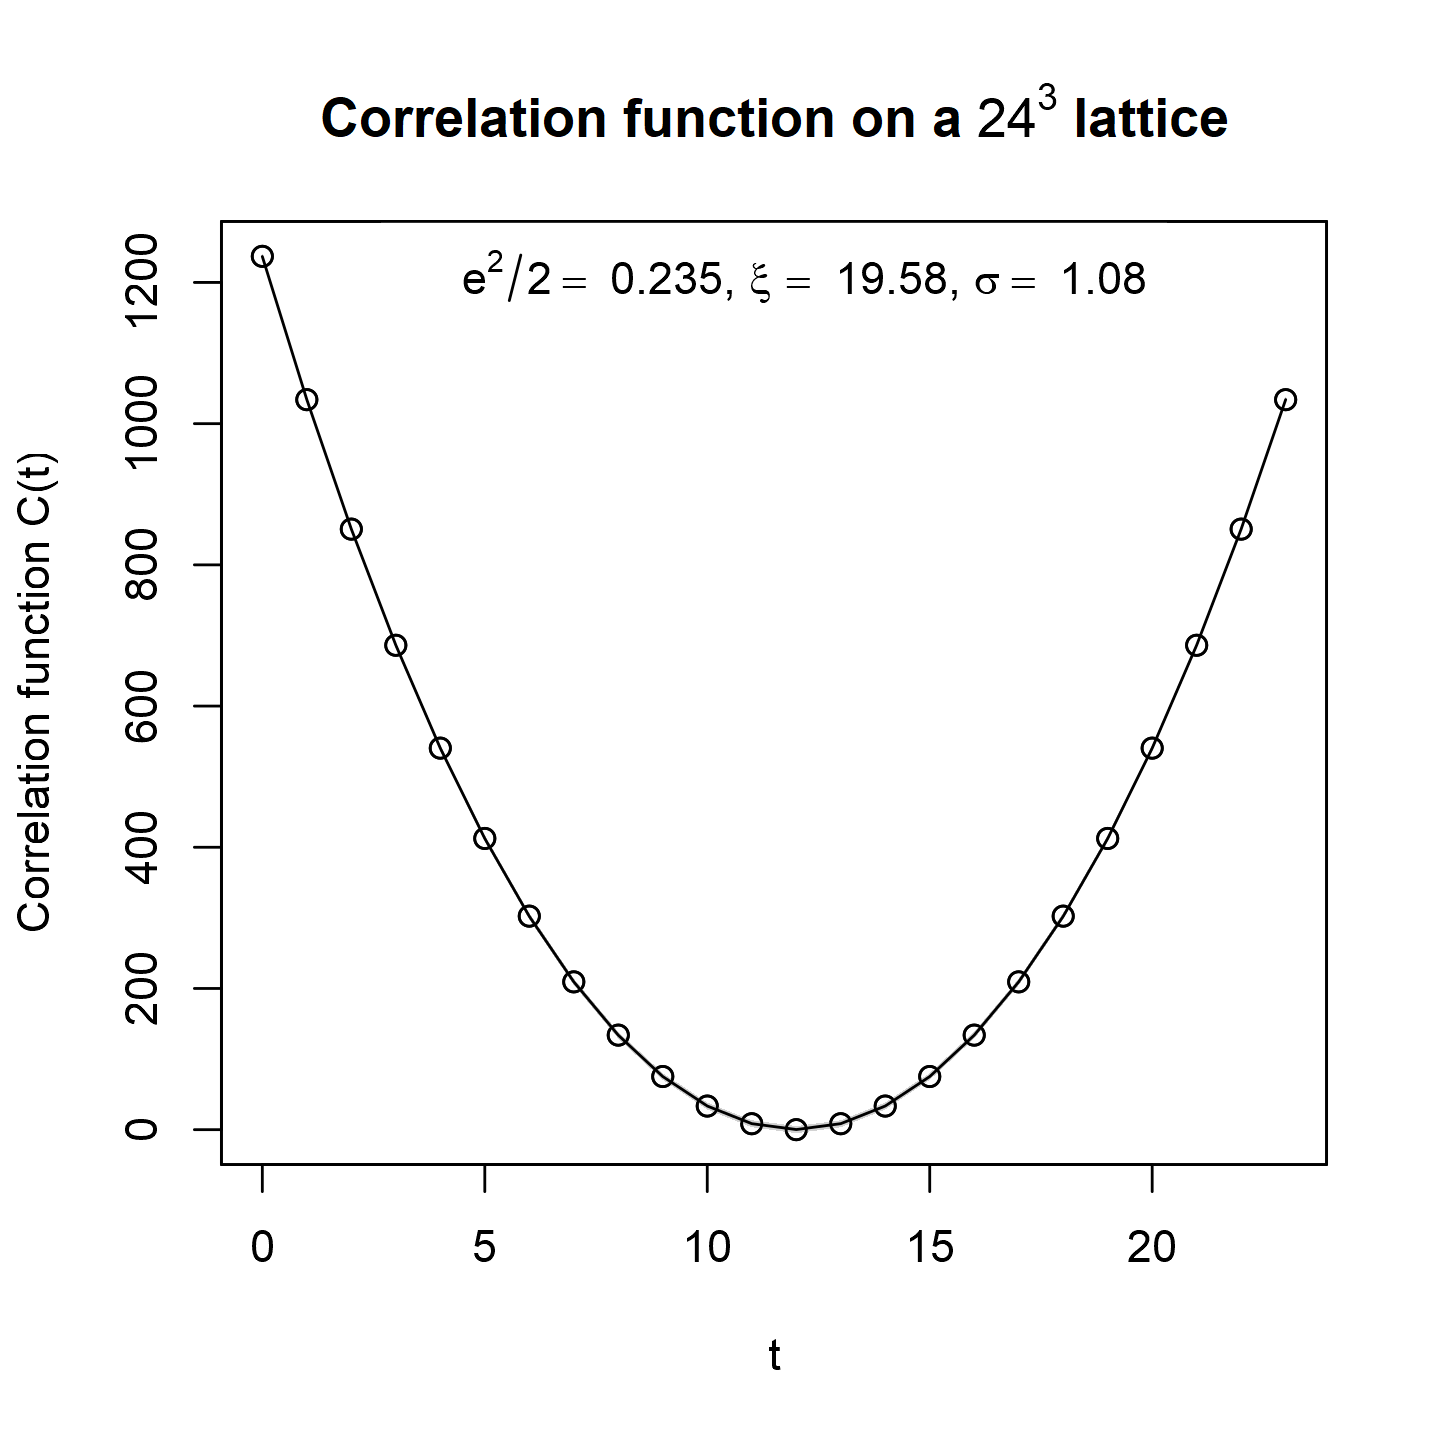 Correlation function on a 24³ lattice
e²/2 = 0.235, ξ = 19.58, σ = 1.08
Correlation function C(t)
1200
1000
800
600
400
200
0
0 5 10 15 20
t